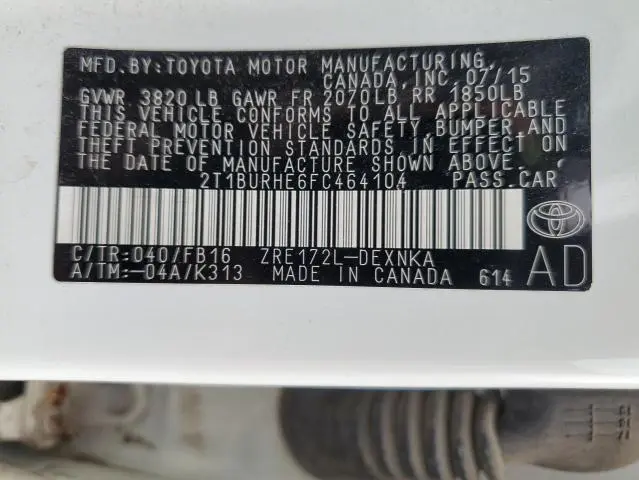 MFD.BY:TOYOTA MOTOR MANUFACTURING,
CANADA,INC.07/15
GVWR 3820LB GAWR FR 2070LB RR 1850LB
THIS VEHICLE CONFORMS TO ALL APPLICABLE
FEDERAL MOTOR VEHICLE SAFETY,BUMPER,AND
THEFT PREVENTION STANDARDS IN EFFECT ON
THE DATE OF MANUFACTURE SHOWN ABOVE.
2T1BURHE6FC464104 PASS.CAR
C/TR:040/FB16 ZRE172L-DEXNKA
A/TM:-04A/K313 MADE IN CANADA 614 AD